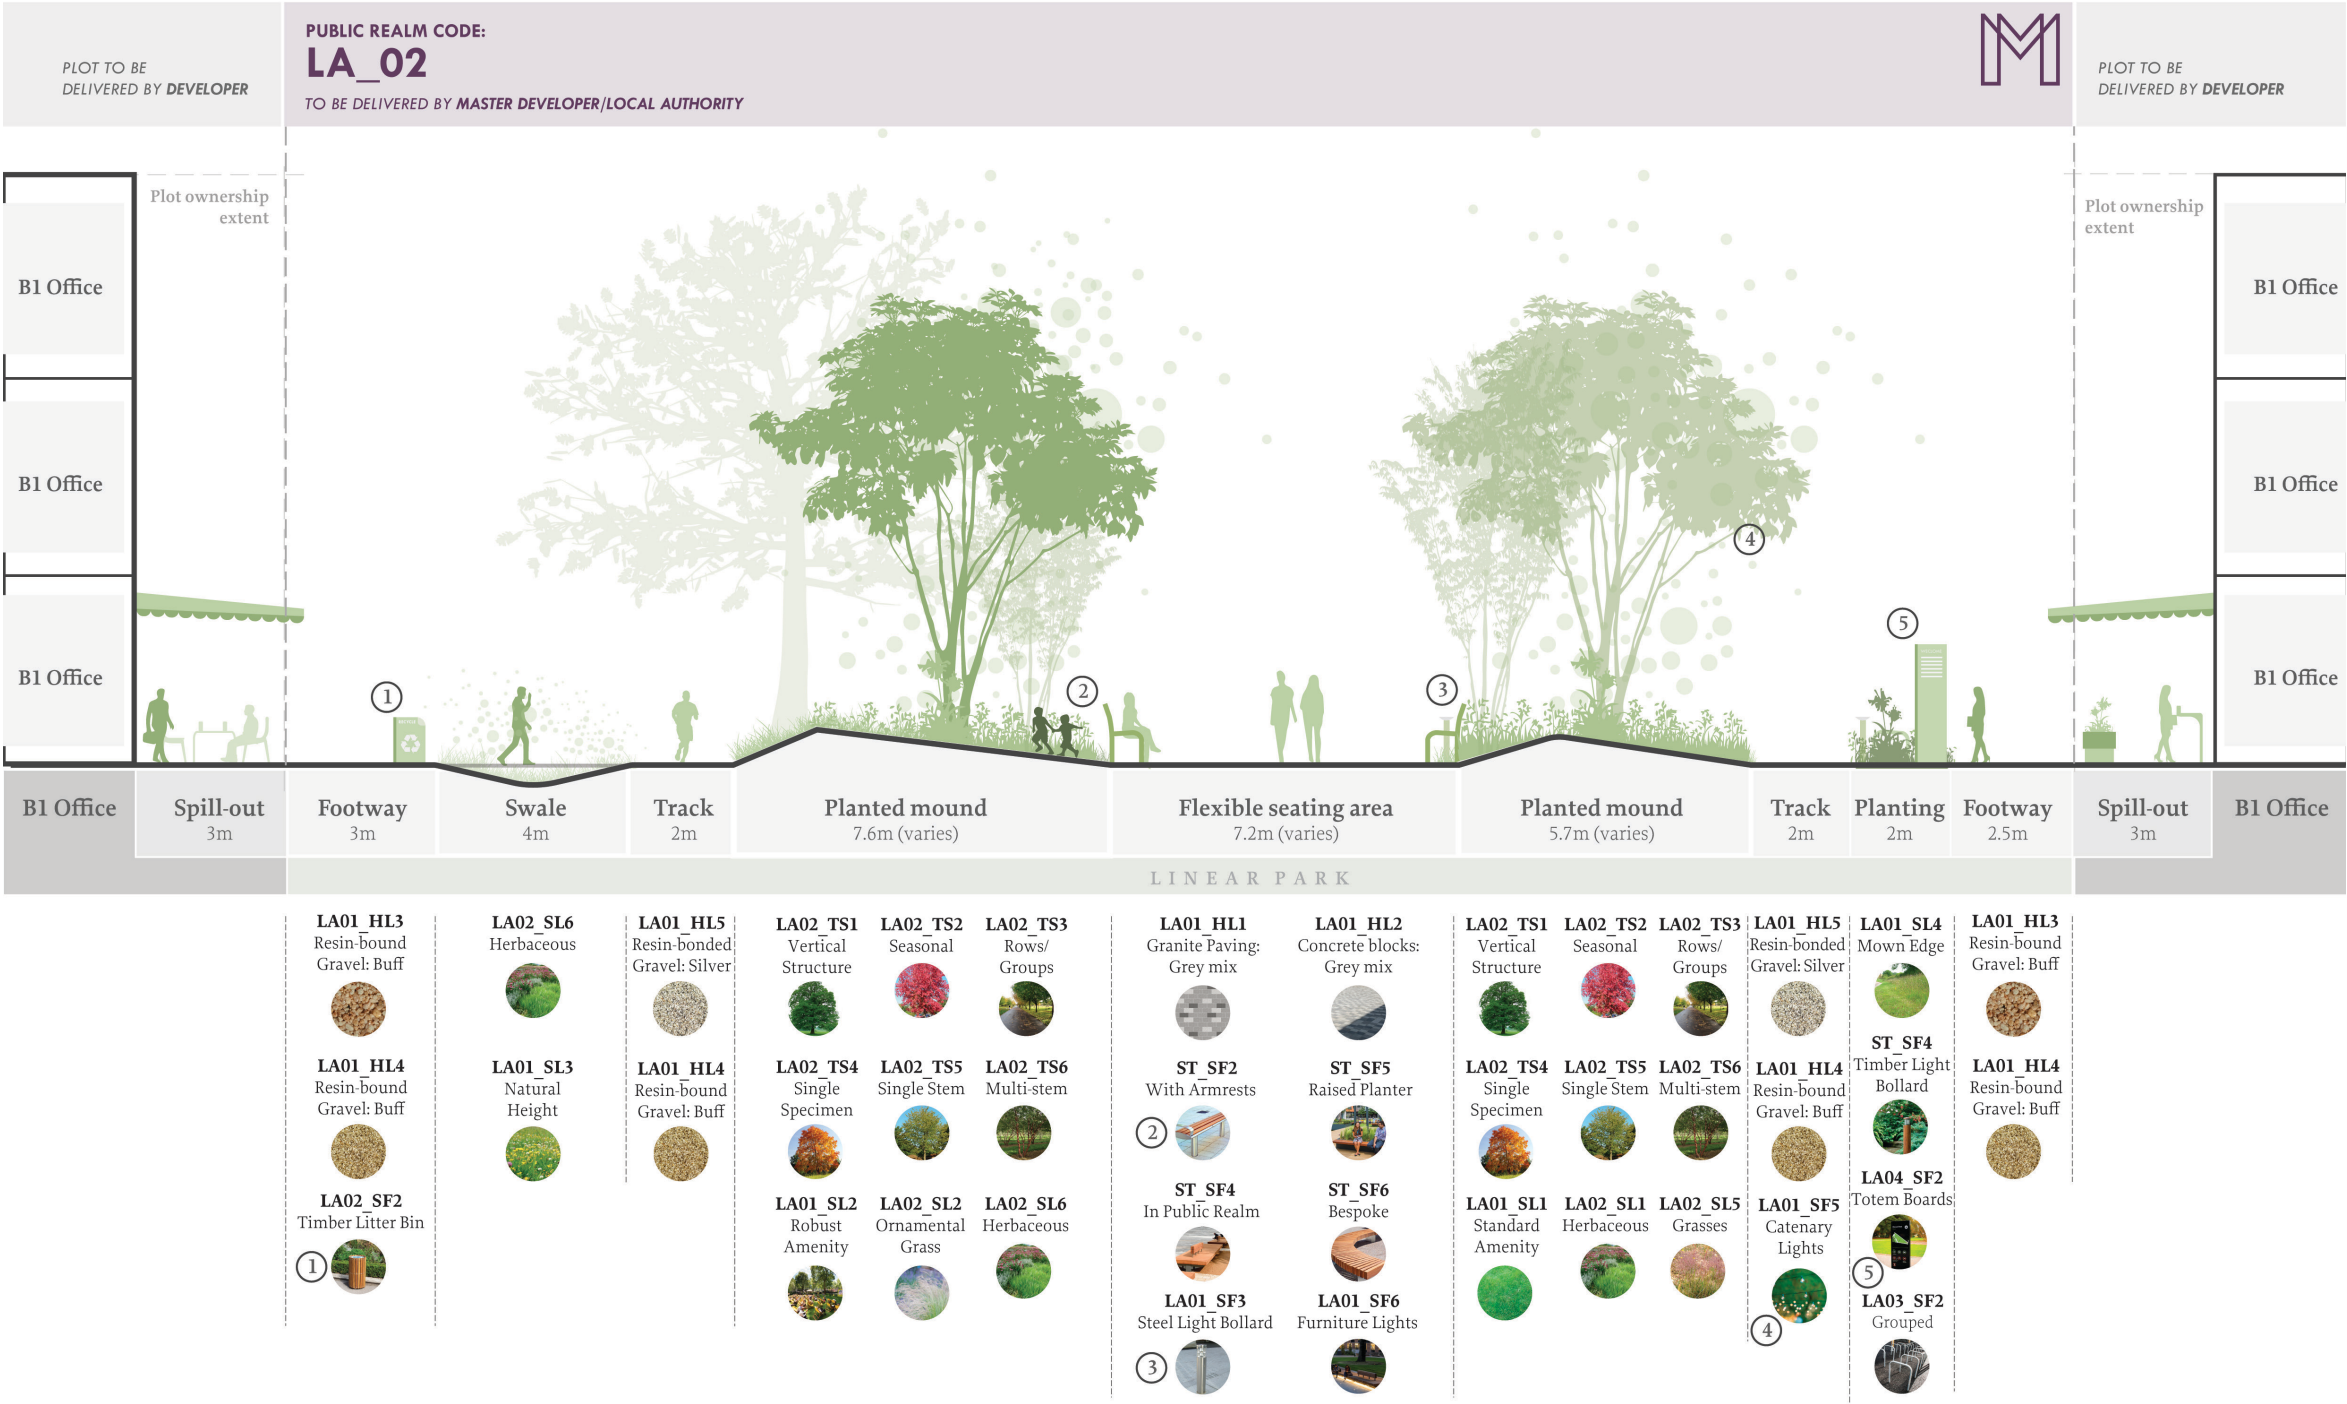 PLOT TO BE
DELIVERED BY DEVELOPER
PUBLIC REALM CODE:
LA_02
TO BE DELIVERED BY MASTER DEVELOPER/LOCAL AUTHORITY
M
PLOT TO BE
DELIVERED BY DEVELOPER
Plot ownership
extent
Plot ownership
extent
B1 Office
B1 Office
B1 Office
B1 Office
B1 Office
B1 Office
1
2
3
4
5
B1 Office
Spill-out
3m
Footway
3m
Swale
4m
Track
2m
Planted mound
7.6m (varies)
Flexible seating area
7.2m (varies)
Planted mound
5.7m (varies)
Track
2m
Planting
2m
Footway
2.5m
Spill-out
3m
B1 Office
LINEAR PARK
LA01_HL3
Resin-bound
Gravel: Buff
LA01_HL4
Resin-bound
Gravel: Buff
LA02_SF2
Timber Litter Bin
1
LA02_SL6
Herbaceous
LA01_SL3
Natural
Height
LA01_HL5
Resin-bonded
Gravel: Silver
LA01_HL4
Resin-bound
Gravel: Buff
LA02_TS1
Vertical
Structure
LA02_TS2
Seasonal
LA02_TS3
Rows/
Groups
LA02_TS4
Single
Specimen
LA02_TS5
Single Stem
LA02_TS6
Multi-stem
LA01_SL2
Robust
Amenity
LA02_SL2
Ornamental
Grass
LA02_SL6
Herbaceous
LA01_HL1
Granite Paving:
Grey mix
LA01_HL2
Concrete blocks:
Grey mix
ST_SF2
With Armrests
2
ST_SF5
Raised Planter
ST_SF4
In Public Realm
ST_SF6
Bespoke
LA01_SF3
Steel Light Bollard
3
LA01_SF6
Furniture Lights
LA02_TS1
Vertical
Structure
LA02_TS2
Seasonal
LA02_TS3
Rows/
Groups
LA02_TS4
Single
Specimen
LA02_TS5
Single Stem
LA02_TS6
Multi-stem
LA01_SL1
Standard
Amenity
LA02_SL1
Herbaceous
LA02_SL5
Grasses
LA01_HL5
Resin-bonded
Gravel: Silver
LA01_HL4
Resin-bound
Gravel: Buff
LA01_SF5
Catenary
Lights
4
LA01_SL4
Mown Edge
ST_SF4
Timber Light
Bollard
LA04_SF2
Totem Boards
5
LA03_SF2
Grouped
LA01_HL3
Resin-bound
Gravel: Buff
LA01_HL4
Resin-bound
Gravel: Buff